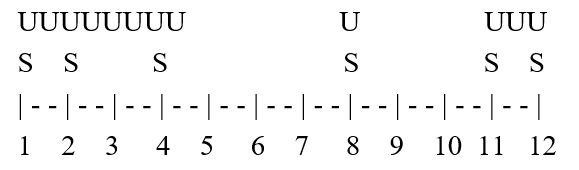 UUUUUUUU U UUU
S S S S S S
|- - | - - | - - | - - | - - | - - | - - | - - | - - | - - | - - |
1 2 3 4 5 6 7 8 9 10 11 12